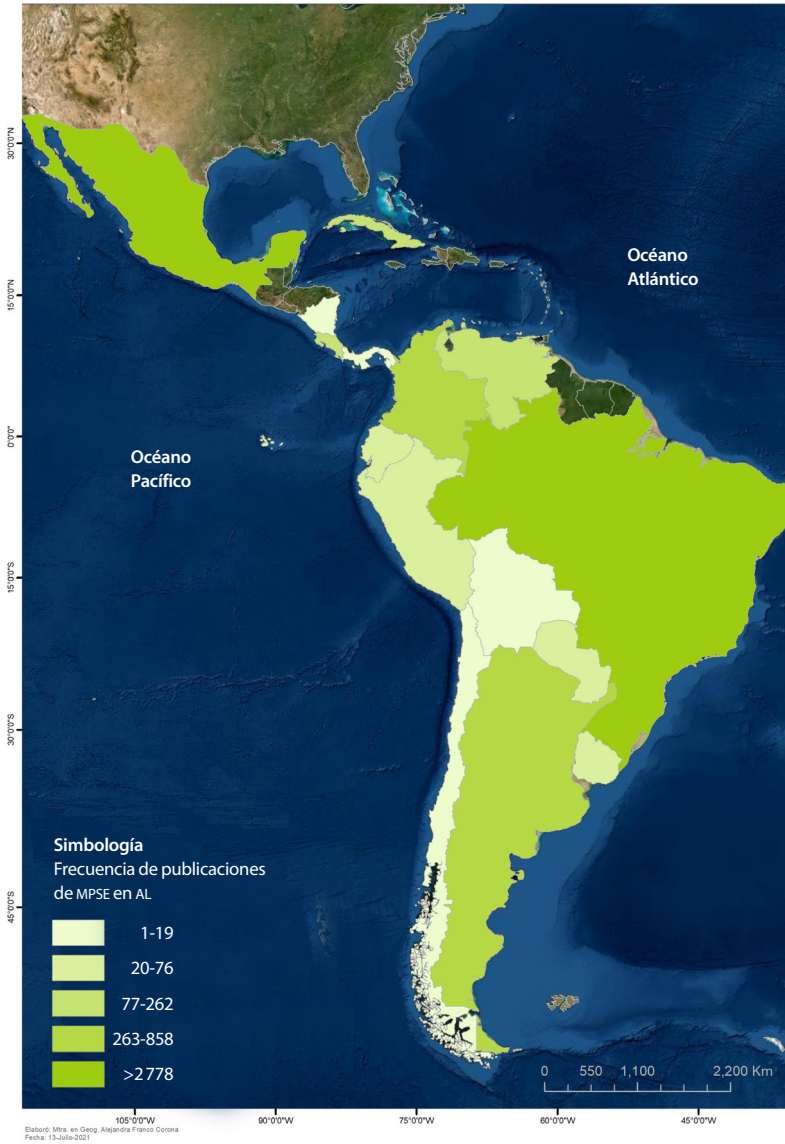 30°0'0"N
15°0'0"N
0°0'0"
15°0'0"S
30°0'0"S
45°0'0"S
Océano
Atlántico
Océano
Pacífico
Simbología
Frecuencia de publicaciones
de MPSE en AL
1-19
20-76
77-262
263-858
>2778
0 550 1,100 2,200 Km
105°0'0"W 90°0'0"W 75°0'0"W 60°0'0"W 45°0'0"W
Elaboró: Mtra. en Geog. Alejandra Franco Corona
Fecha: 13-Julio-2021